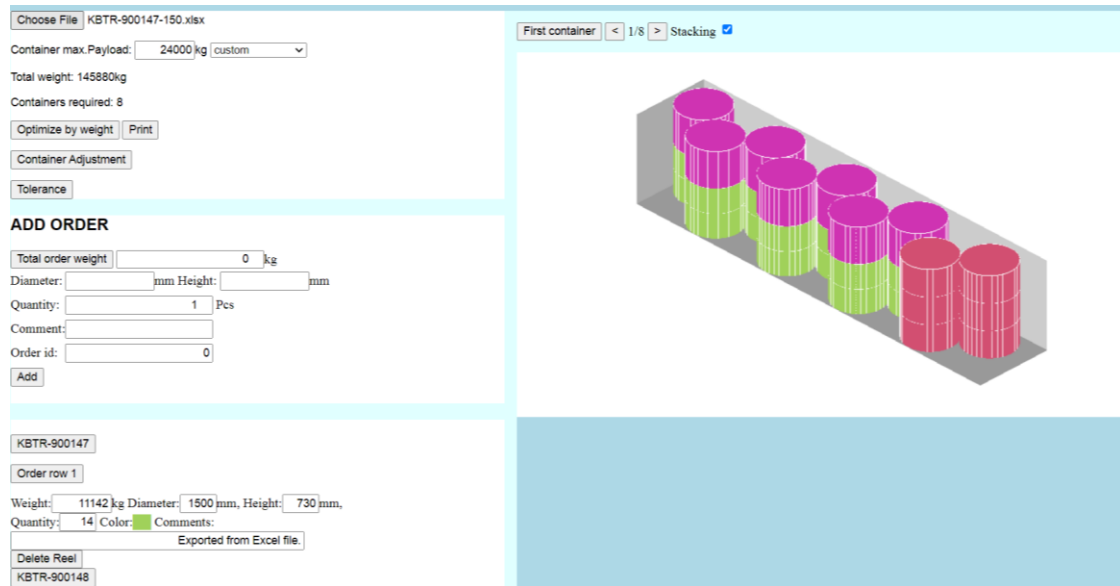 Choose File KBTR-900147-150.xlsx
Container max.Payload: 24000 kg custom
Total weight: 145880kg
Containers required: 8
Optimize by weight Print
Container Adjustment
Tolerance
ADD ORDER
Total order weight 0 kg
Diameter: mm Height: mm
Quantity: 1 Pcs
Comment:
Order id: 0
Add
KBTR-900147
Order row 1
Weight: 11142 kg Diameter: 1500 mm, Height: 730 mm,
Quantity: 14 Color: Comments:
Exported from Excel file.
Delete Reel
KBTR-900148
First container < 1/8 > Stacking